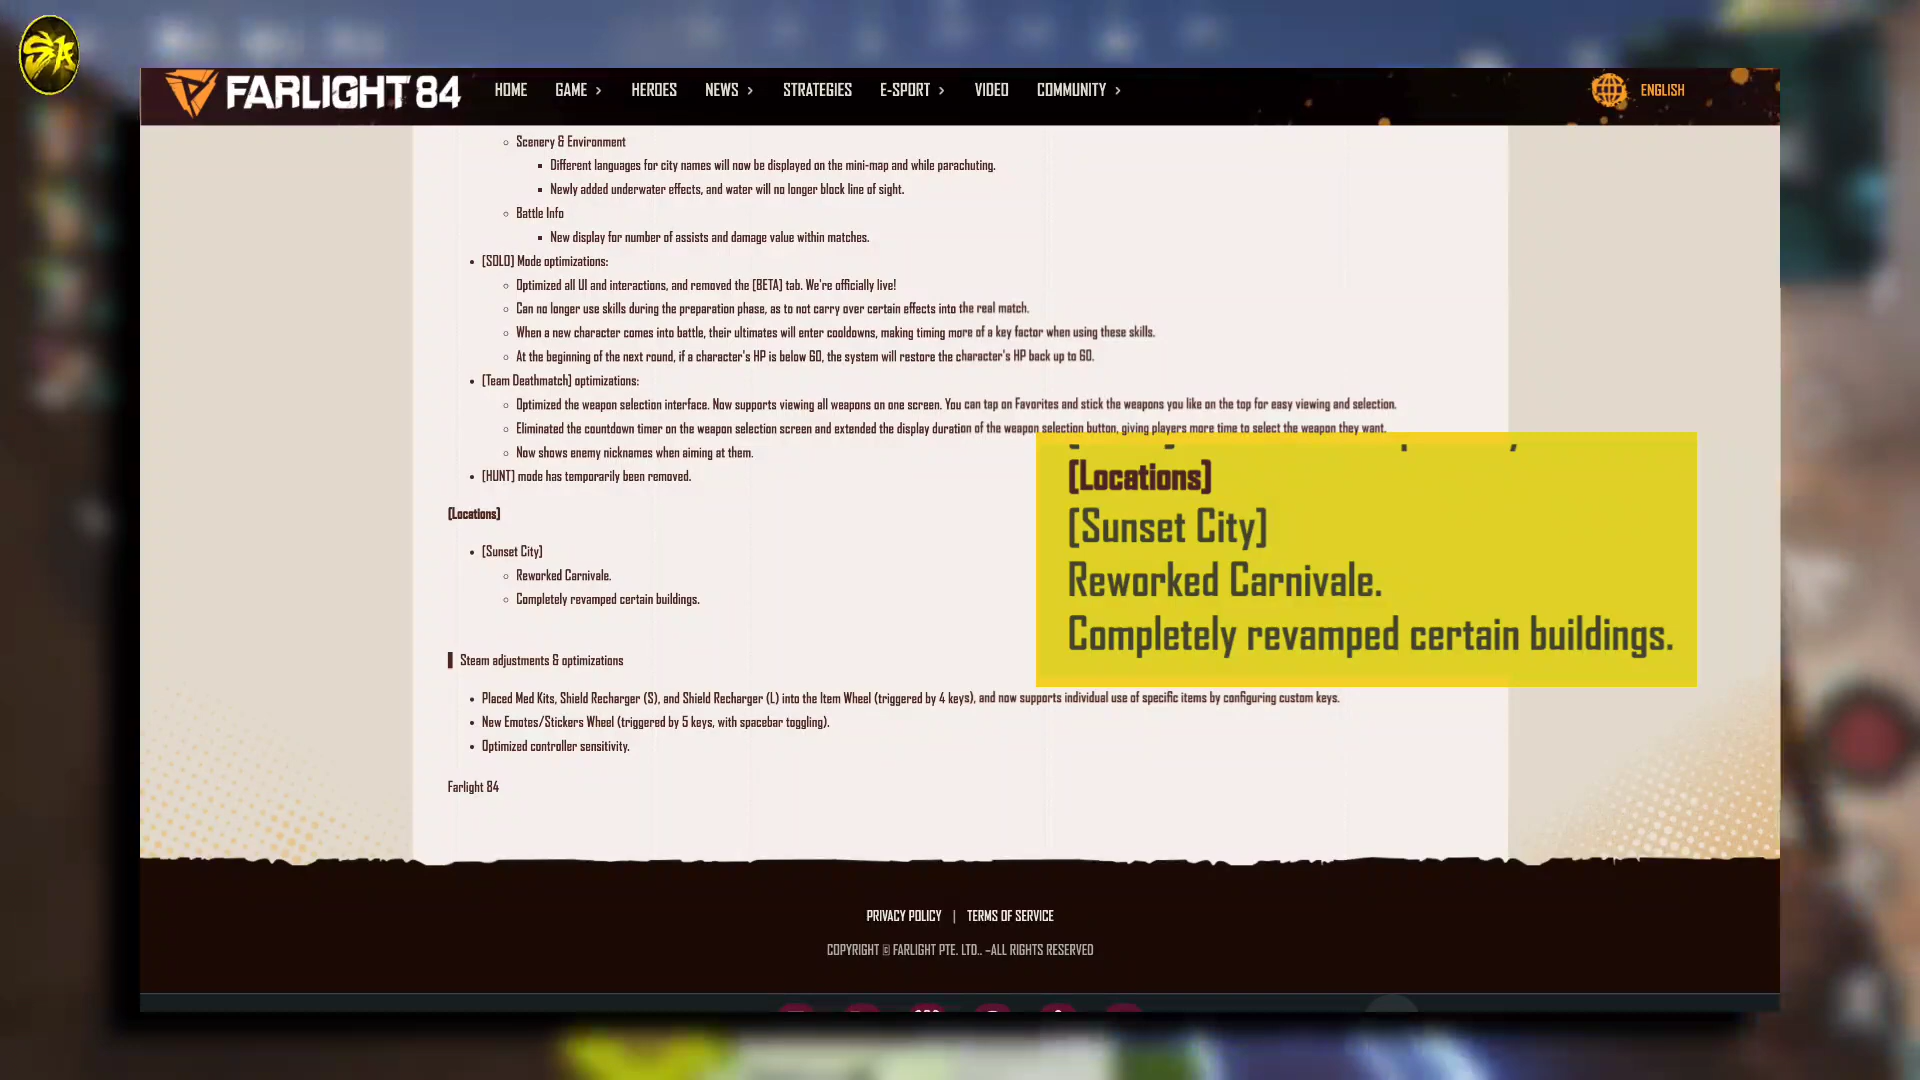 SA
FARLIGHT 84
HOME GAME > HEROES NEWS > STRATEGIES E-SPORT > VIDEO COMMUNITY > ENGLISH
Scenery & Environment
Different languages for city names will now be displayed on the mini-map and while parachuting.
Newly added underwater effects, and water will no longer block line of sight.
Battle Info
New display for number of assists and damage value within matches.
[SOLO] Mode optimizations:
Optimized all UI and interactions, and removed the [BETA] tab. We're officially live!
Can no longer use skills during the preparation phase, as to not carry over certain effects into the real match.
When a new character comes into battle, their ultimates will enter cooldowns, making timing more of a key factor when using these skills.
At the beginning of the next round, if a character's HP is below 60, the system will restore the character's HP back up to 60.
[Team Deathmatch] optimizations:
Optimized the weapon selection interface. Now supports viewing all weapons on one screen. You can tap on Favorites and stick the weapons you like on the top for easy viewing and selection.
Eliminated the countdown timer on the weapon selection screen and extended the display duration of the weapon selection button, giving players more time to select the weapon they want.
Now shows enemy nicknames when aiming at them.
[HUNT] mode has temporarily been removed.
[Locations]
[Sunset City]
Reworked Carnivale.
Completely revamped certain buildings.
[Locations]
[Sunset City]
Reworked Carnivale.
Completely revamped certain buildings.
Steam adjustments & optimizations
Placed Med Kits, Shield Recharger (S), and Shield Recharger (L) into the Item Wheel (triggered by 4 keys), and now supports individual use of specific items by configuring custom keys.
New Emotes/Stickers Wheel (triggered by 5 keys, with spacebar toggling).
Optimized controller sensitivity.
Farlight 84
PRIVACY POLICY | TERMS OF SERVICE
COPYRIGHT © FARLIGHT PTE. LTD.. -ALL RIGHTS RESERVED